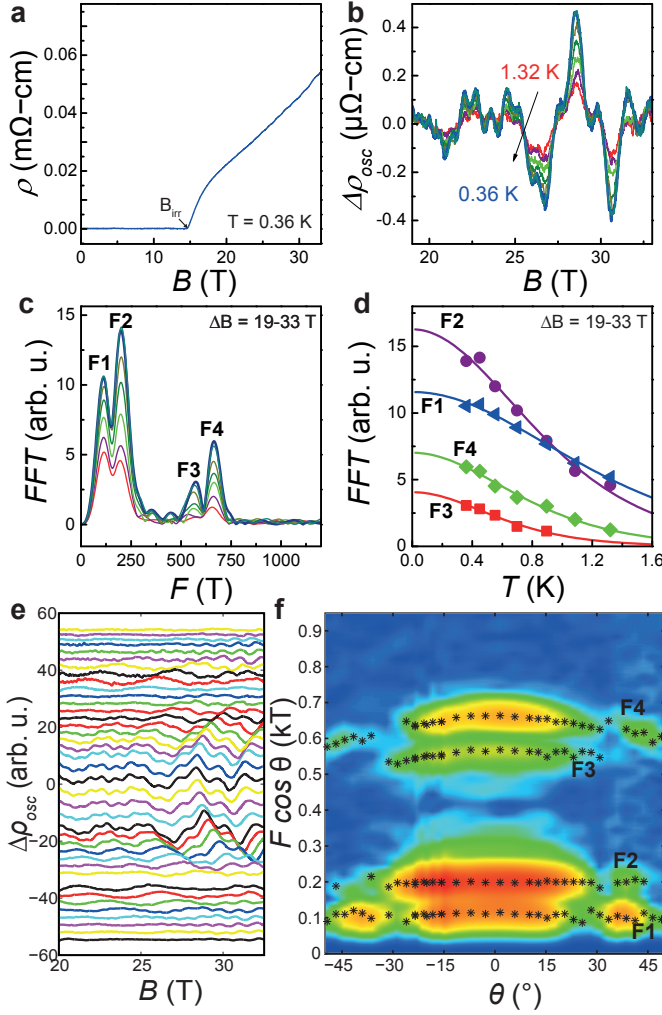 a
0.06
0.04
0.02
0.00
ρ (mΩ−cm)
B_irr
T = 0.36 K
0 10 20 30
B (T)
b
0.4
0.2
0.0
-0.2
-0.4
Δρ_osc (μΩ−cm)
1.32 K
0.36 K
20 25 30
B (T)
c
15
10
5
0
FFT (arb. u.)
ΔB = 19-33 T
F1
F2
F3
F4
0 250 500 750 1000
F (T)
d
15
10
5
0
FFT (arb. u.)
ΔB = 19-33 T
F2
F1
F4
F3
0.0 0.4 0.8 1.2 1.6
T (K)
e
60
40
20
0
−20
−40
−60
Δρ_osc (arb. u.)
20 25 30
B (T)
f
0.9
0.8
0.7
0.6
0.5
0.4
0.3
0.2
0.1
0
F cos θ (kT)
F4
F3
F2
F1
-50-45 −30 −15 0 15 30 45 50
θ (°)